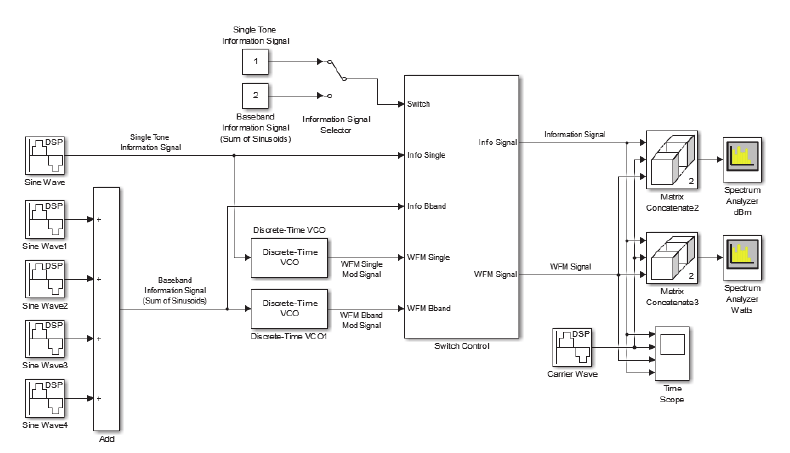 Single Tone
Information Signal
1
2
Baseband
Information Signal
(Sum of Sinusoids)
Information Signal
Selector
Switch
Info Single
Info Bband
WFM Single
WFM Bband
Info Signal
WFM Signal
Switch Control
DSP
Sine Wave
Single Tone
Information Signal
DSP
Sine Wave1
DSP
Sine Wave2
DSP
Sine Wave3
DSP
Sine Wave4
+
+
+
+
Add
Baseband
Information Signal
(Sum of Sinusoids)
Discrete-Time VCO
Discrete-Time
VCO
WFM Single
Mod Signal
Discrete-Time
VCO
Discrete-Time VCO1
WFM Bband
Mod Signal
Information Signal
WFM Signal
2
Matrix
Concatenate2
Spectrum
Analyzer
dBm
2
Matrix
Concatenate3
Spectrum
Analyzer
Watts
DSP
Carrier Wave
Time
Scope